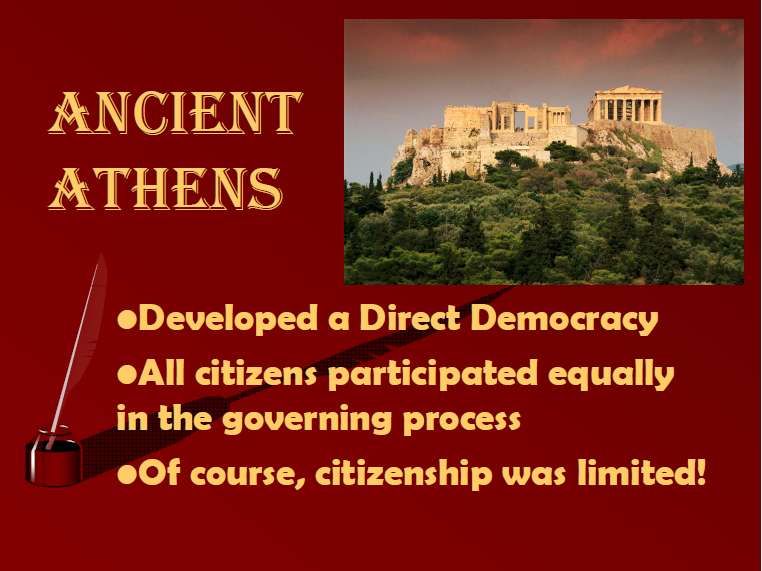 ANCIENT
ATHENS
•Developed a Direct Democracy
•All citizens participated equally
in the governing process
•Of course, citizenship was limited!